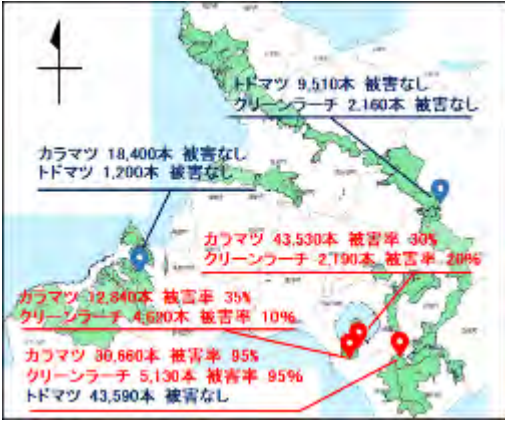 トドマツ 9,510本 被害なし
クリーンラーチ 2,160本 被害なし
カラマツ 18,400本 被害なし
トドマツ 1,200本 被害なし
カラマツ 43,530本 被害率 30%
クリーンラーチ 2,190本 被害率 20%
カラマツ 12,840本 被害率 35%
クリーンラーチ 4,620本 被害率 10%
カラマツ 30,660本 被害率 95%
クリーンラーチ 5,130本 被害率 95%
トドマツ 43,590本 被害なし